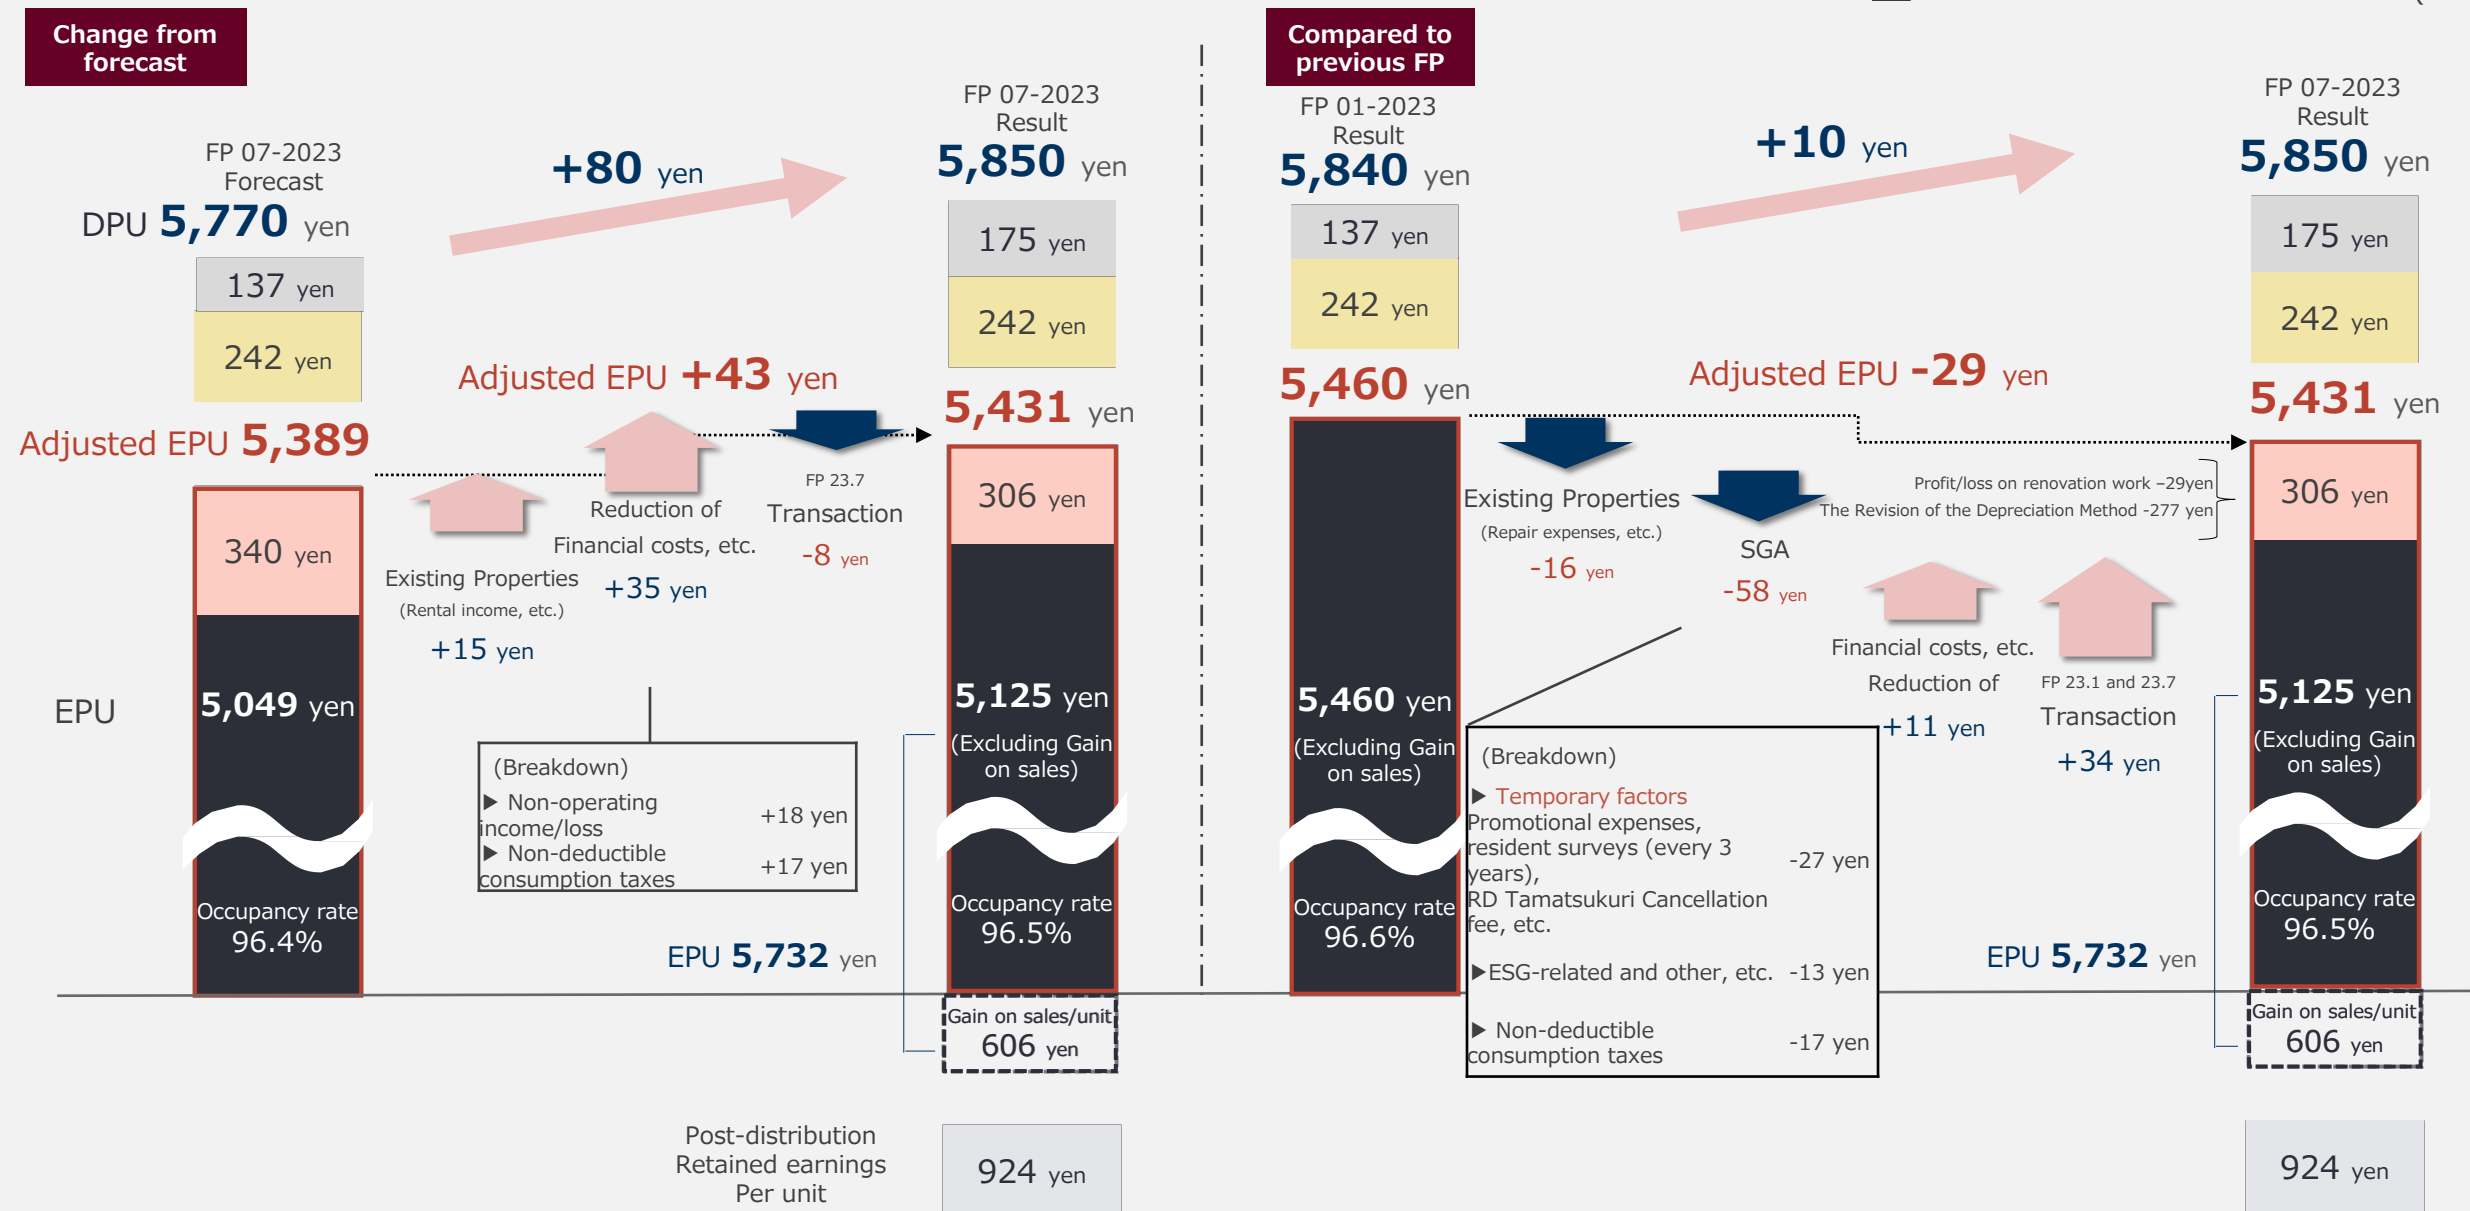 Change from
forecast
FP 07-2023
Forecast
DPU 5,770 yen
137 yen
242 yen
Adjusted EPU 5,389
340 yen
5,049 yen
EPU
Occupancy rate
96.4%
+80 yen
Adjusted EPU +43 yen
Existing Properties
(Rental income, etc.)
+15 yen
Reduction of
Financial costs, etc.
+35 yen
FP 23.7
Transaction
-8 yen
(Breakdown)
▶ Non-operating
income/loss
+18 yen
▶ Non-deductible
consumption taxes
+17 yen
FP 07-2023
Result
5,850 yen
175 yen
242 yen
5,431 yen
306 yen
5,125 yen
(Excluding Gain
on sales)
Occupancy rate
96.5%
EPU 5,732 yen
Gain on sales/unit
606 yen
Post-distribution
Retained earnings
Per unit
924 yen
Compared to
previous FP
FP 01-2023
Result
5,840 yen
137 yen
242 yen
5,460 yen
5,460 yen
(Excluding Gain
on sales)
Occupancy rate
96.6%
+10 yen
Adjusted EPU -29 yen
Existing Properties
(Repair expenses, etc.)
-16 yen
SGA
-58 yen
Profit/loss on renovation work –29yen
The Revision of the Depreciation Method -277 yen
Financial costs, etc.
Reduction of
+11 yen
FP 23.1 and 23.7
Transaction
+34 yen
(Breakdown)
▶ Temporary factors
Promotional expenses,
resident surveys (every 3
years),
RD Tamatsukuri Cancellation
fee, etc.
-27 yen
▶ESG-related and other, etc. -13 yen
▶ Non-deductible
consumption taxes
-17 yen
FP 07-2023
Result
5,850 yen
175 yen
242 yen
5,431 yen
306 yen
5,125 yen
(Excluding Gain
on sales)
Occupancy rate
96.5%
EPU 5,732 yen
Gain on sales/unit
606 yen
924 yen